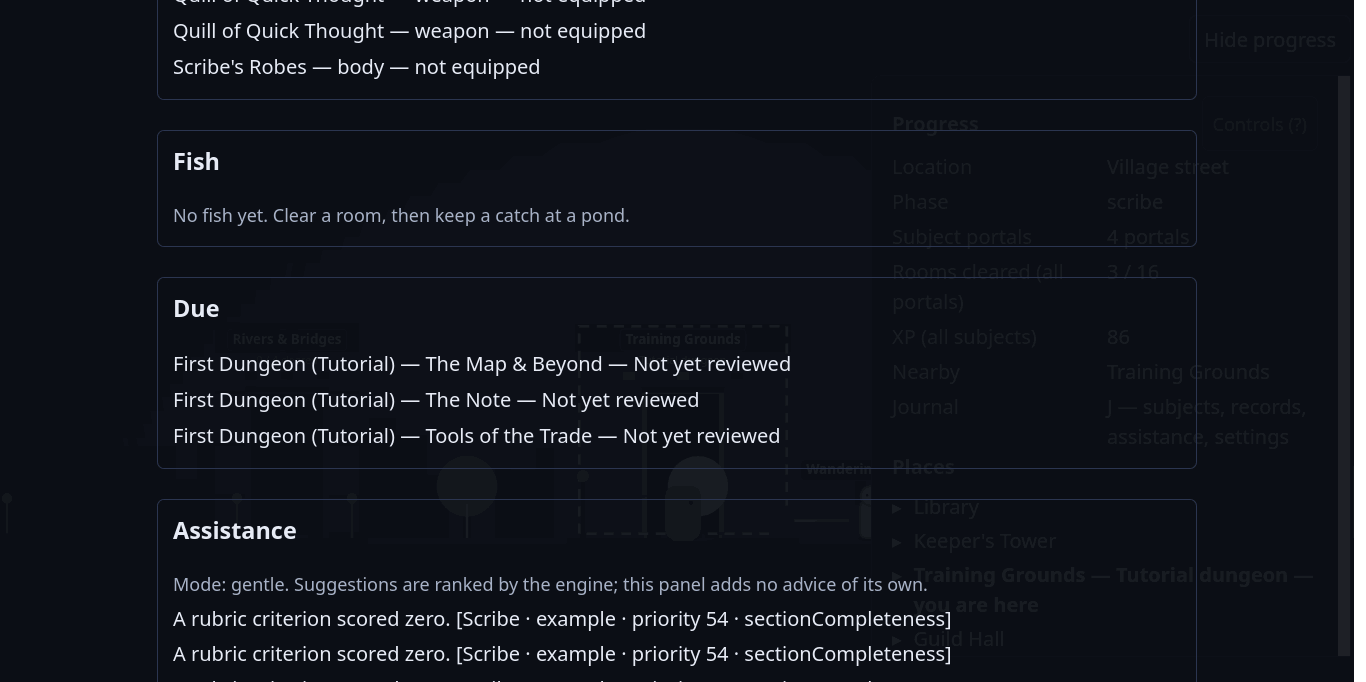 Quill of Quick Thought — weapon — not equipped
Quill of Quick Thought — weapon — not equipped
Scribe's Robes — body — not equipped
Hide progress
Fish
No fish yet. Clear a room, then keep a catch at a pond.
Due
First Dungeon (Tutorial) — The Map & Beyond — Not yet reviewed
First Dungeon (Tutorial) — The Note — Not yet reviewed
First Dungeon (Tutorial) — Tools of the Trade — Not yet reviewed
Assistance
Mode: gentle. Suggestions are ranked by the engine; this panel adds no advice of its own.
A rubric criterion scored zero. [Scribe · example · priority 54 · sectionCompleteness]
A rubric criterion scored zero. [Scribe · example · priority 54 · sectionCompleteness]
Rivers & Bridges
Training Grounds
Progress
Controls (?)
Location Village street
Phase scribe
Subject portals 4 portals
Rooms cleared (all 3 / 16
portals)
XP (all subjects) 86
Nearby Training Grounds
Journal J — subjects, records,
assistance, settings
Places
Library
Keeper's Tower
Training Grounds — Tutorial dungeon —
you are here
Guild Hall